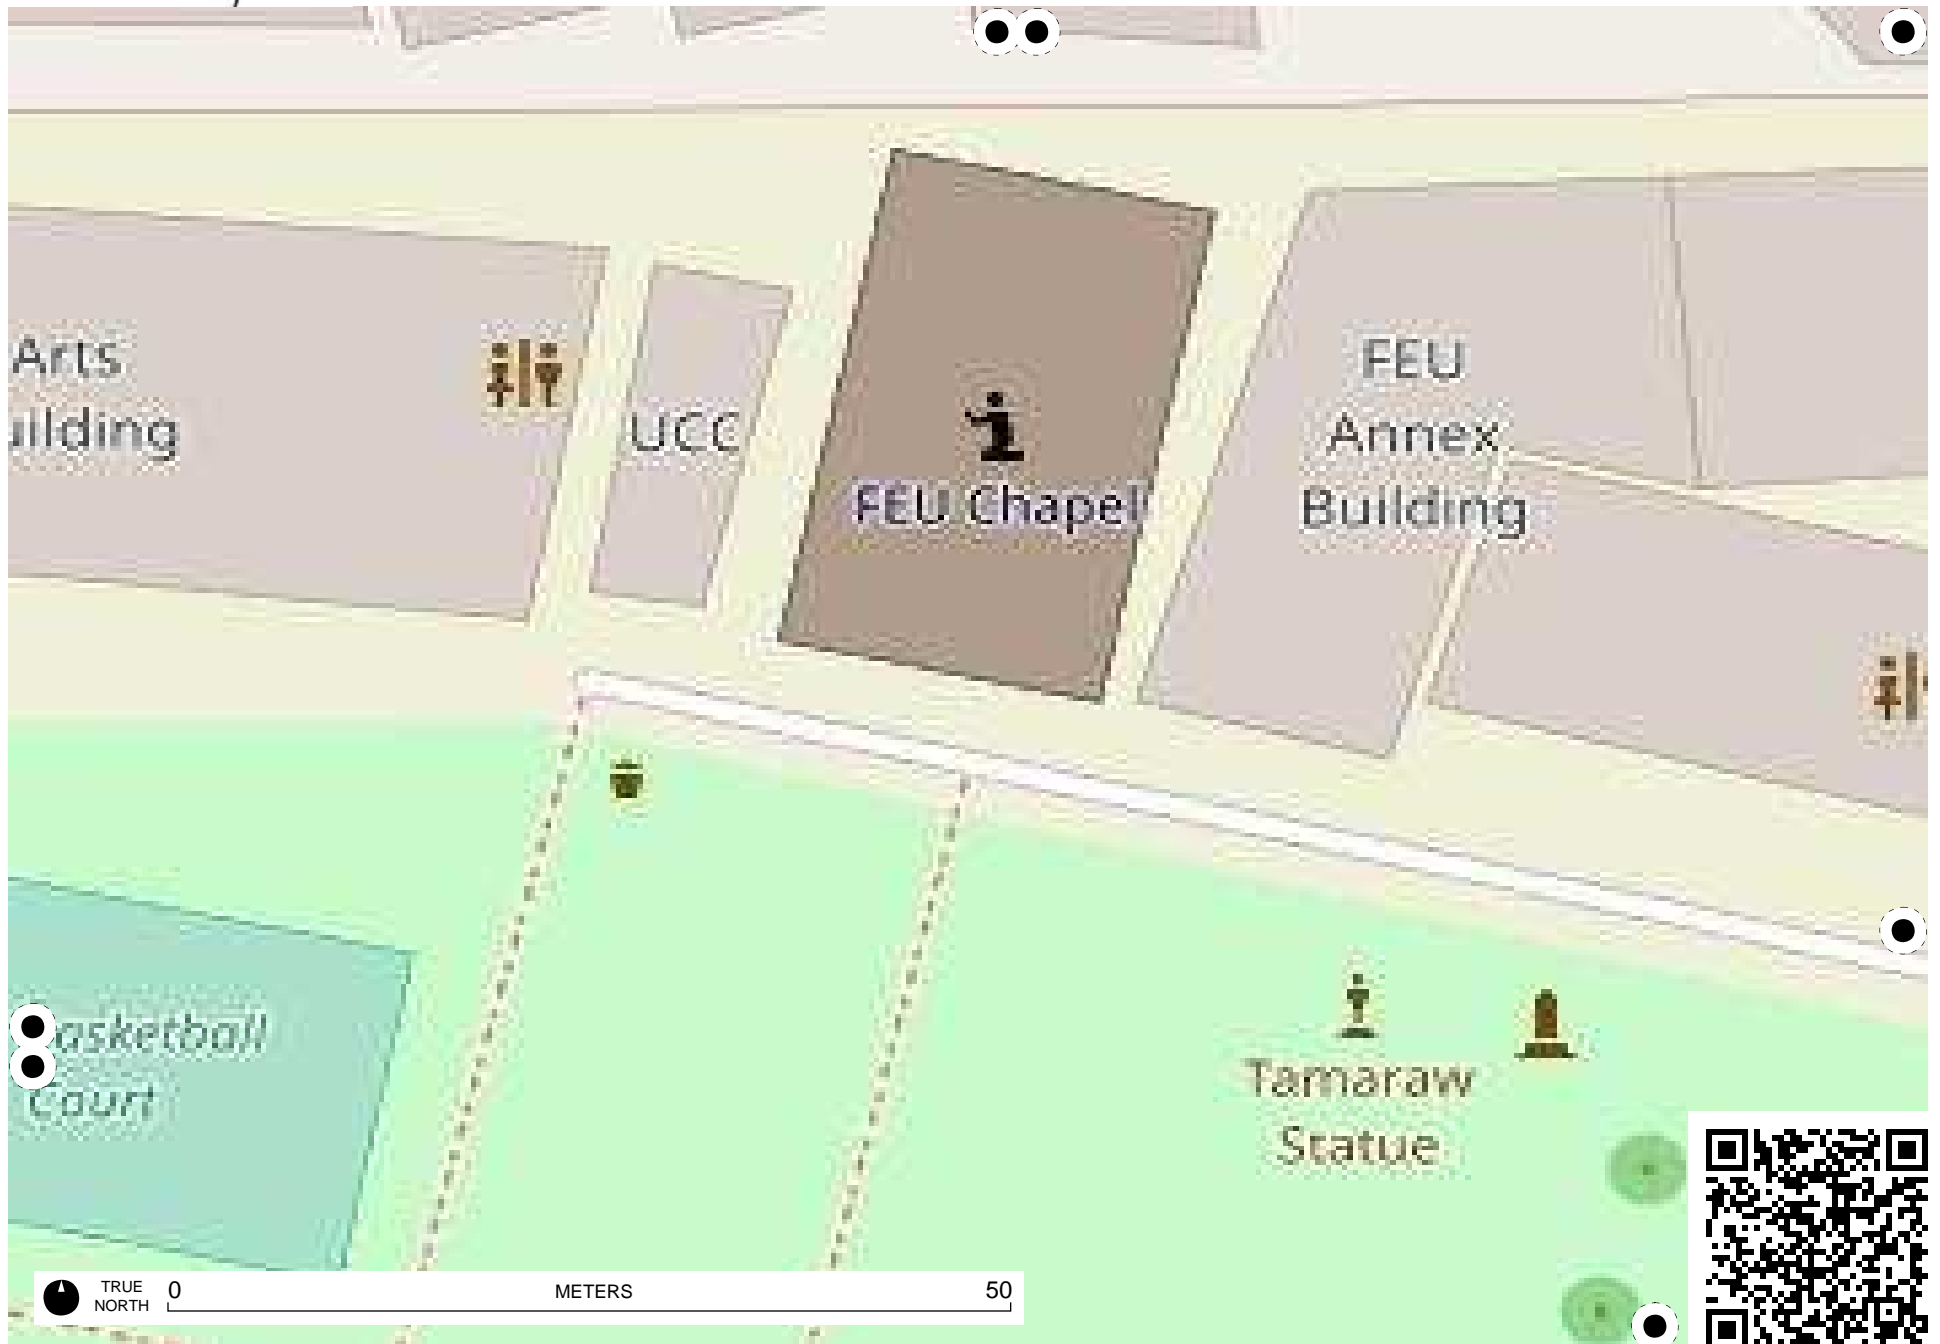 Arts
uilding
UCC
FEU Chapel
FEU
Annex
Building
asketball
Court
Tamaraw
Statue
TRUE
NORTH
0
METERS
50